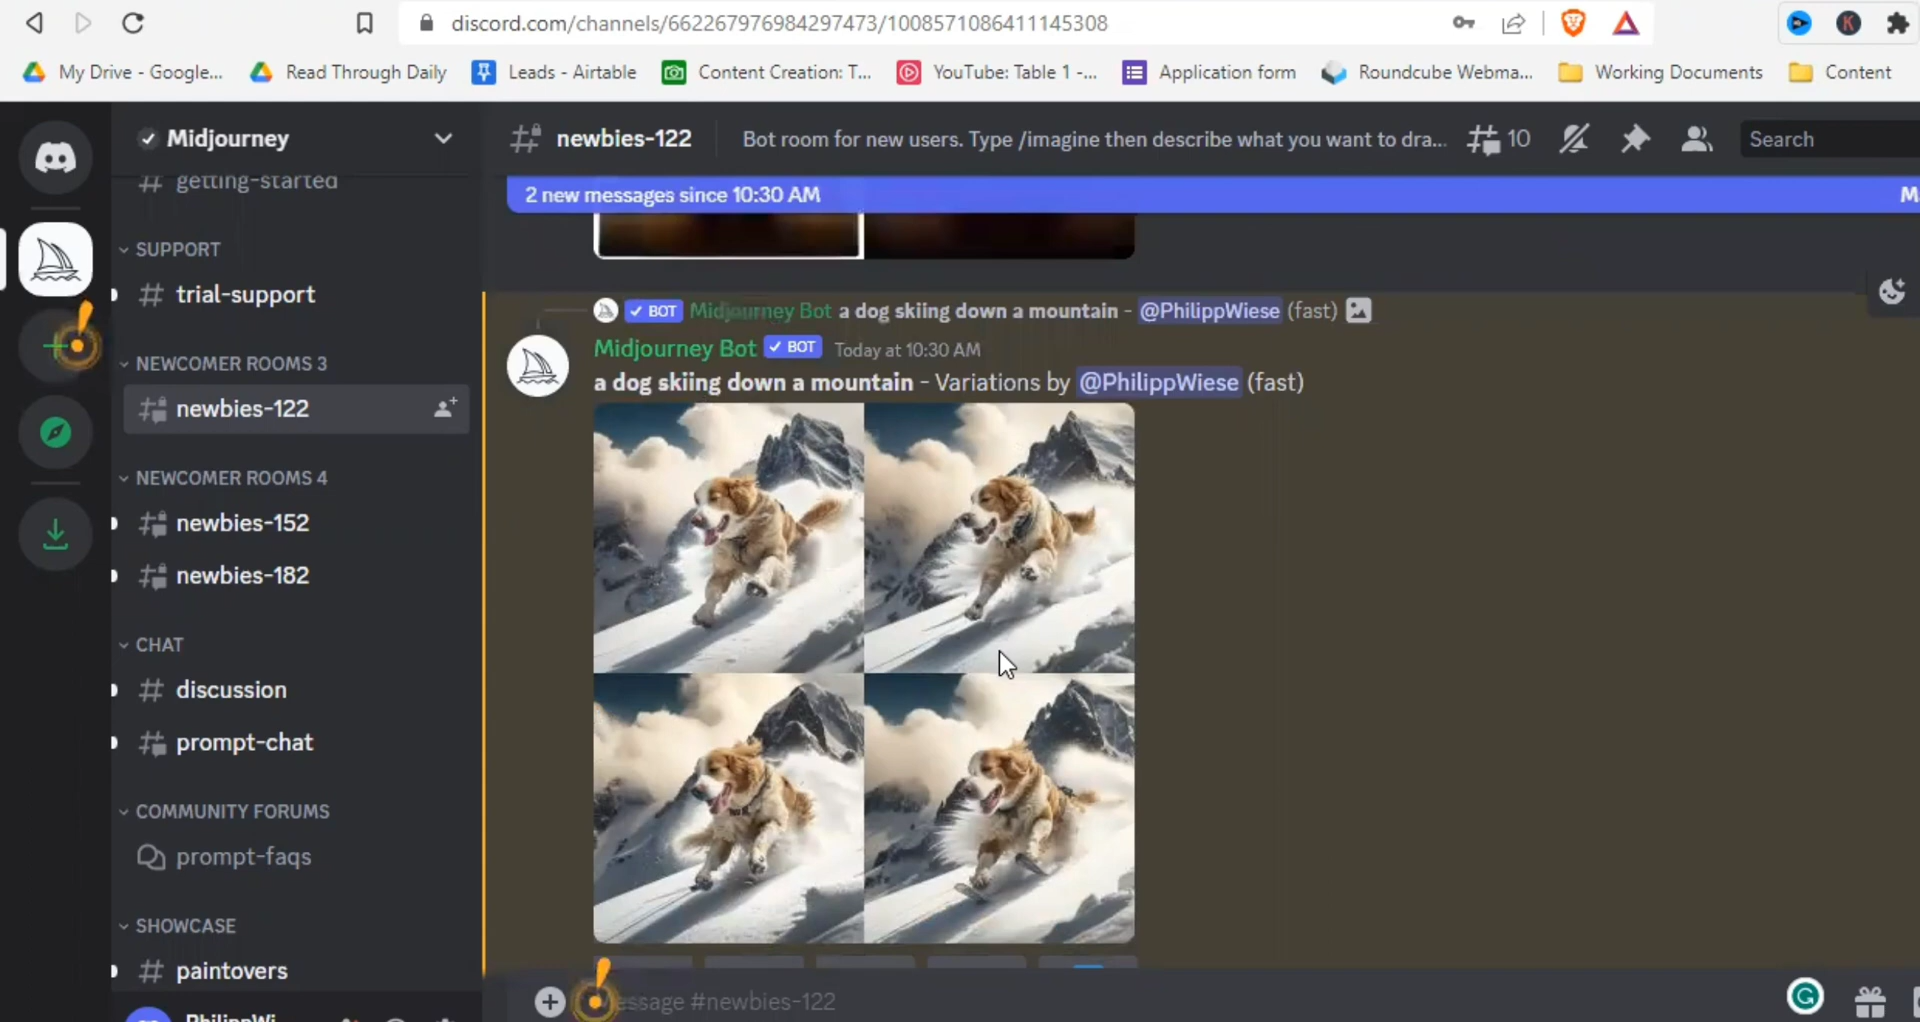 discord.com/channels/662267976984297473/1008571086411145308
K
My Drive - Google... Read Through Daily Leads - Airtable Content Creation: T... YouTube: Table 1 -... Application form Roundcube Webma... Working Documents Content
Midjourney
getting-started
SUPPORT
trial-support
NEWCOMER ROOMS 3
newbies-122
NEWCOMER ROOMS 4
newbies-152
newbies-182
CHAT
discussion
prompt-chat
COMMUNITY FORUMS
prompt-faqs
SHOWCASE
paintovers
PhilippWi...
newbies-122 Bot room for new users. Type /imagine then describe what you want to dra... 10 Search
2 new messages since 10:30 AM
BOT Midjourney Bot a dog skiing down a mountain - @PhilippWiese (fast)
Midjourney Bot BOT Today at 10:30 AM
a dog skiing down a mountain - Variations by @PhilippWiese (fast)
#newbies-122